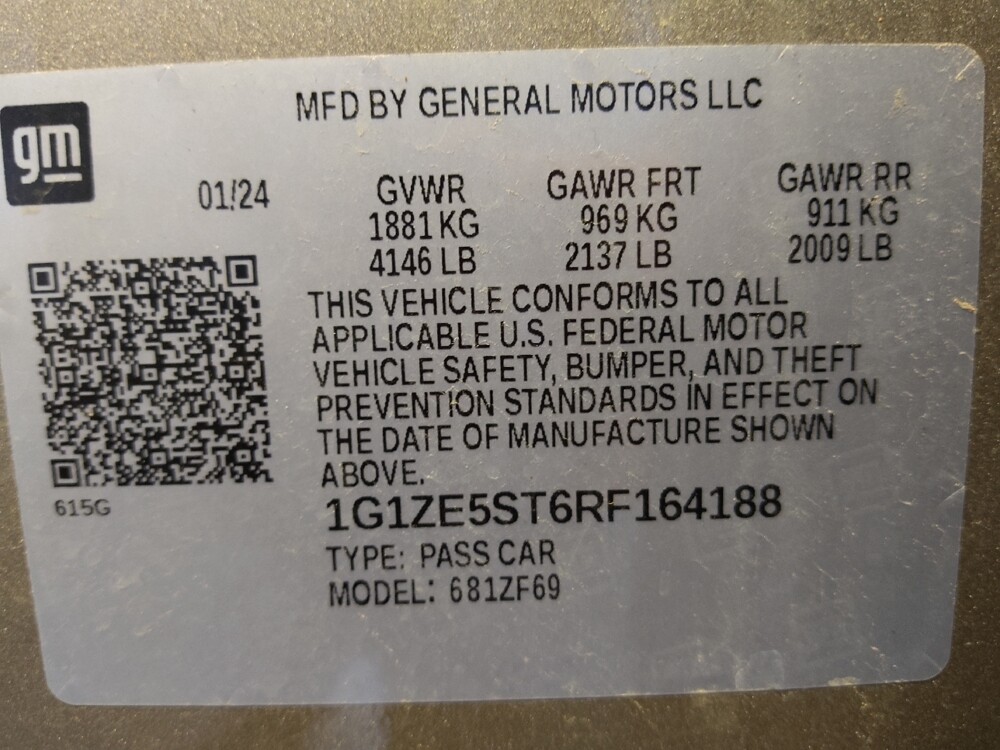 MFD BY GENERAL MOTORS LLC
gm
01/24
GVWR GAWR FRT GAWR RR
1881 KG 969 KG 911 KG
4146 LB 2137 LB 2009 LB
THIS VEHICLE CONFORMS TO ALL
APPLICABLE U.S. FEDERAL MOTOR
VEHICLE SAFETY, BUMPER, AND THEFT
PREVENTION STANDARDS IN EFFECT ON
THE DATE OF MANUFACTURE SHOWN
ABOVE.
615G
1G1ZE5ST6RF164188
TYPE: PASS CAR
MODEL: 681ZF69